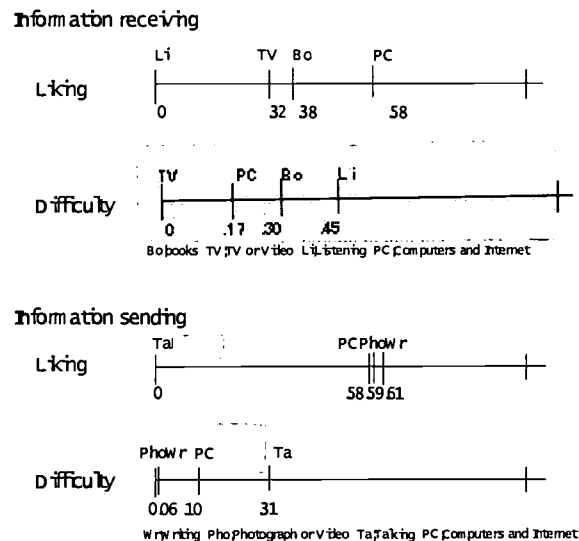 Information receiving
Li TV Bo PC
Liking
0 32 38 58
TV PC Bo Li
Difficulty
0 .17 .30 .45
Bo;books TV;TV or Video Li;Listening PC;Computers and Internet
Information sending
Tal PC Pho Wr
Liking
0 58 59 61
Pho Wr PC Ta
Difficulty
0 06 10 31
Wr;Writing Pho;Photograph or Video Ta;Taking PC;Computers and Internet